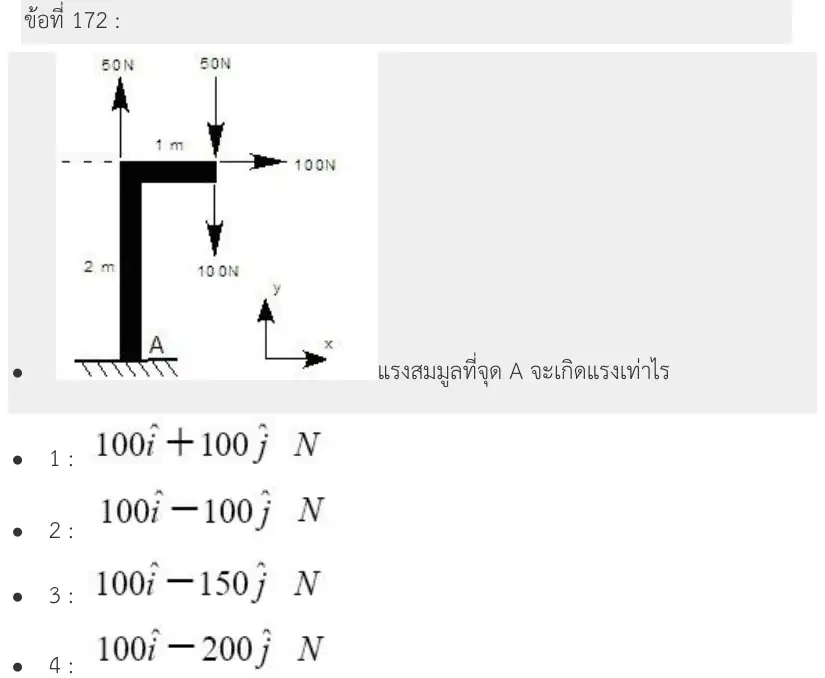 ข้อที่ 172 :
50N 50N
1 m
100N
2 m
100N
y
A
x
แรงสมมูลที่จุด A จะเกิดแรงเท่าไร
1 : 100î + 100ĵ N
2 : 100î − 100ĵ N
3 : 100î − 150ĵ N
4 : 100î − 200ĵ N